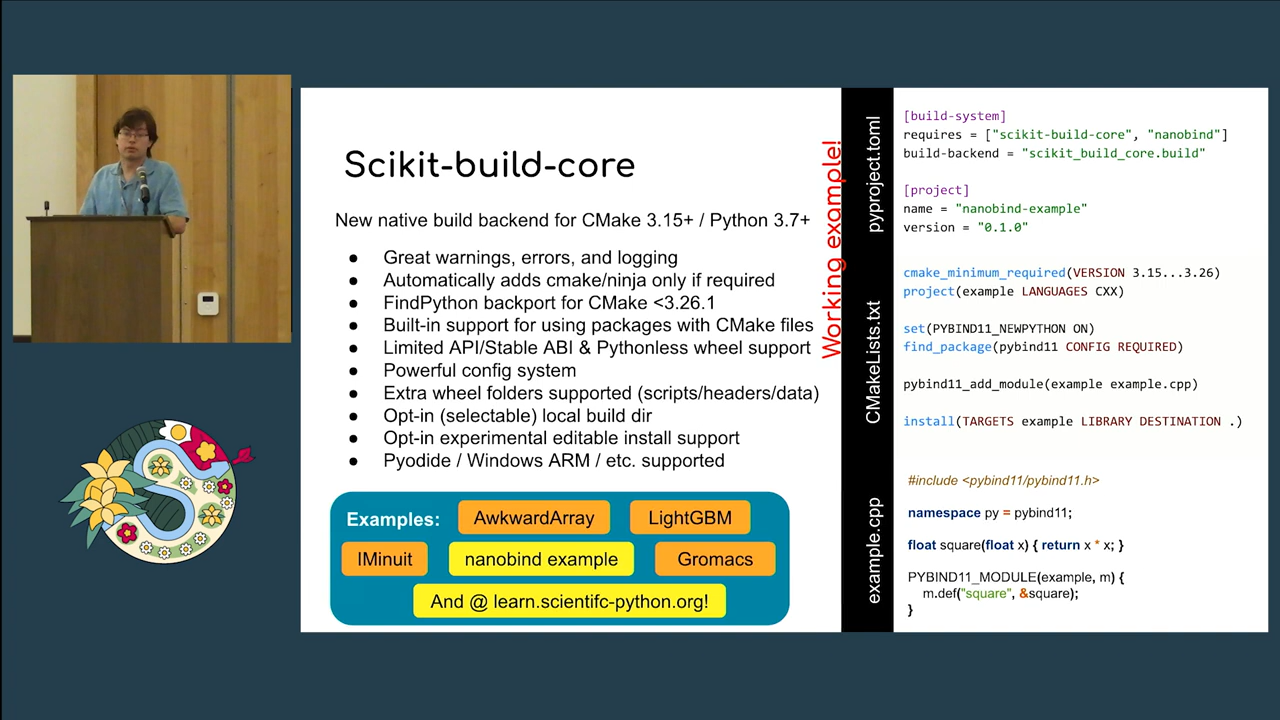 Scikit-build-core
New native build backend for CMake 3.15+ / Python 3.7+
● Great warnings, errors, and logging
● Automatically adds cmake/ninja only if required
● FindPython backport for CMake <3.26.1
● Built-in support for using packages with CMake files
● Limited API/Stable ABI & Pythonless wheel support
● Powerful config system
● Extra wheel folders supported (scripts/headers/data)
● Opt-in (selectable) local build dir
● Opt-in experimental editable install support
● Pyodide / Windows ARM / etc. supported
Examples: AwkwardArray LightGBM
IMinuit nanobind example Gromacs
And @ learn.scientifc-python.org!
Working example!
pyproject.toml
[build-system]
requires = ["scikit-build-core", "nanobind"]
build-backend = "scikit_build_core.build"
[project]
name = "nanobind-example"
version = "0.1.0"
CMakeLists.txt
cmake_minimum_required(VERSION 3.15...3.26)
project(example LANGUAGES CXX)
set(PYBIND11_NEWPYTHON ON)
find_package(pybind11 CONFIG REQUIRED)
pybind11_add_module(example example.cpp)
install(TARGETS example LIBRARY DESTINATION .)
example.cpp
#include <pybind11/pybind11.h>
namespace py = pybind11;
float square(float x) { return x * x; }
PYBIND11_MODULE(example, m) {
m.def("square", &square);
}